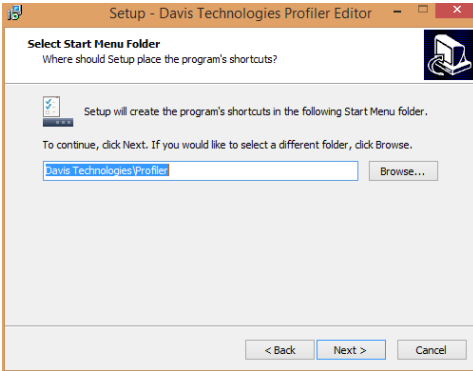 Setup - Davis Technologies Profiler Editor
Select Start Menu Folder
Where should Setup place the program's shortcuts?
Setup will create the program's shortcuts in the following Start Menu folder.
To continue, click Next. If you would like to select a different folder, click Browse.
Davis Technologies\Profiler
Browse...
< Back
Next >
Cancel